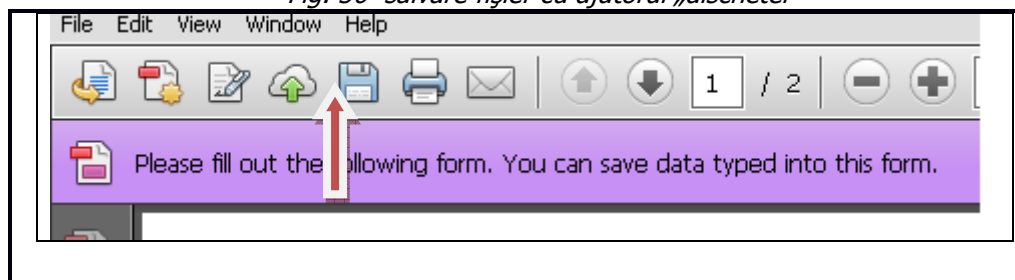 File Edit View Window Help
1 / 2
Please fill out the following form. You can save data typed into this form.